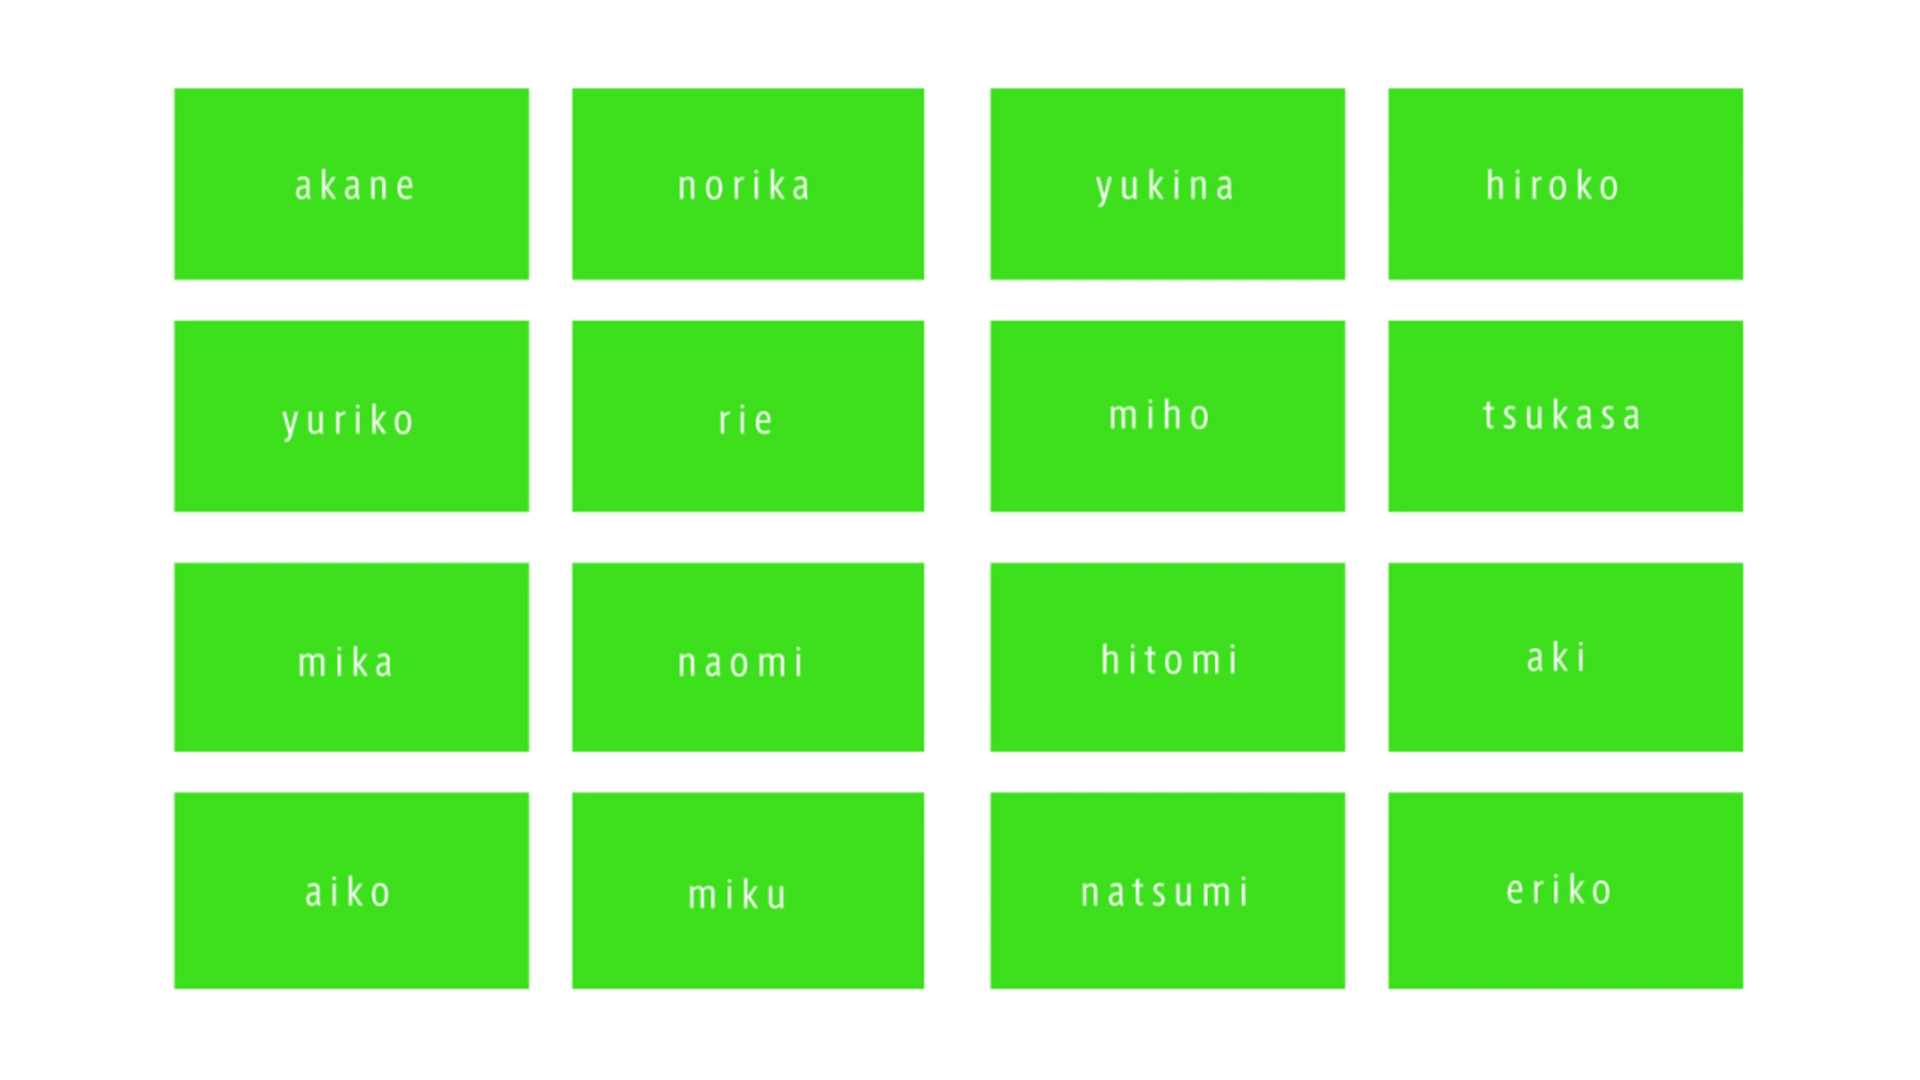 akane
norika
yukina
hiroko
yuriko
rie
miho
tsukasa
mika
naomi
hitomi
aki
aiko
miku
natsumi
eriko